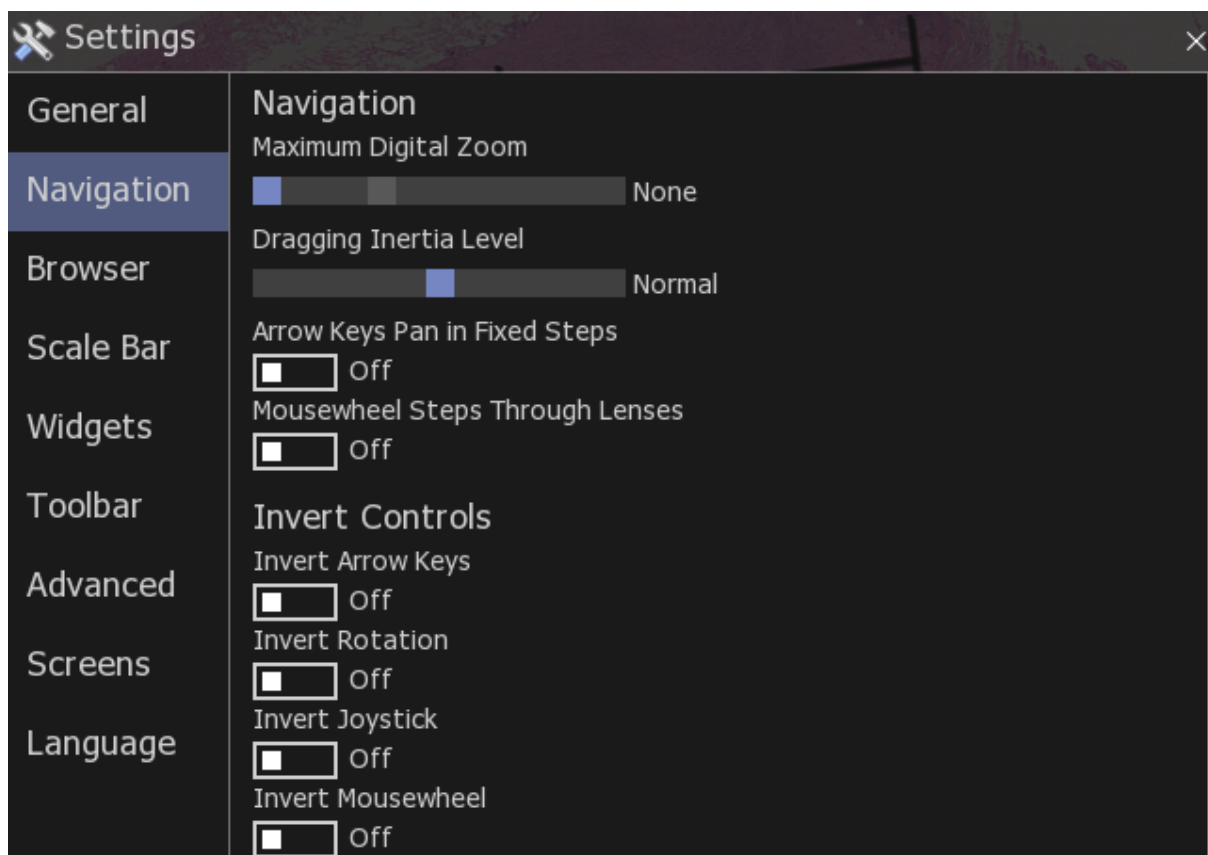 Settings
General
Navigation
Browser
Scale Bar
Widgets
Toolbar
Advanced
Screens
Language
Navigation
Maximum Digital Zoom
None
Dragging Inertia Level
Normal
Arrow Keys Pan in Fixed Steps
Off
Mousewheel Steps Through Lenses
Off
Invert Controls
Invert Arrow Keys
Off
Invert Rotation
Off
Invert Joystick
Off
Invert Mousewheel
Off